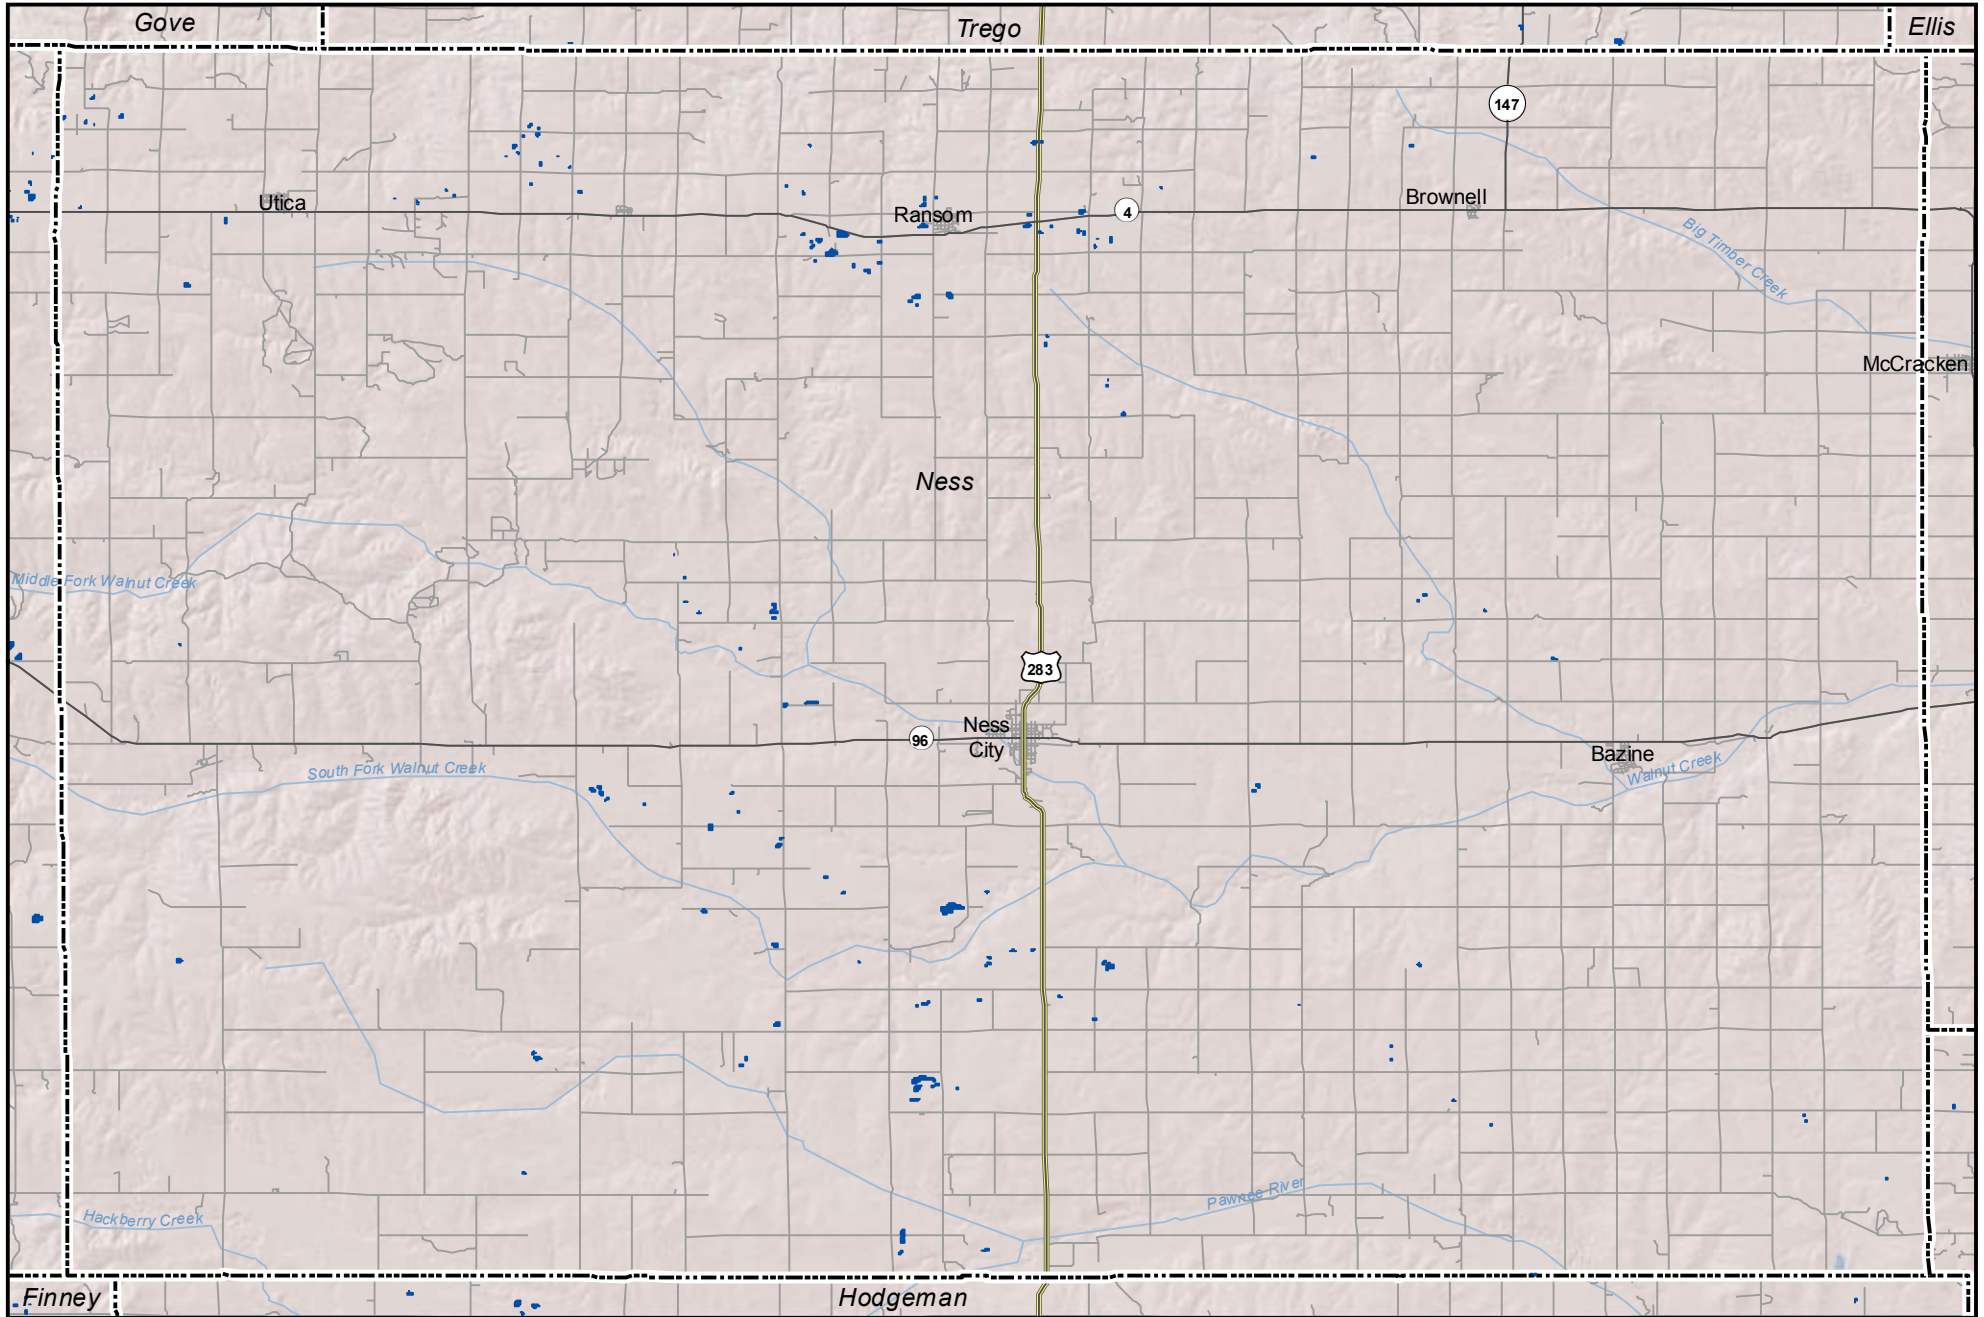 Gove
Trego
Ellis
147
Utica
Ransom
4
Brownell
Big Timber Creek
McCracken
Ness
Middle Fork Walnut Creek
283
Ness
City
96
Bazine
Walnut Creek
South Fork Walnut Creek
Pawnee River
Hackberry Creek
Finney
Hodgeman